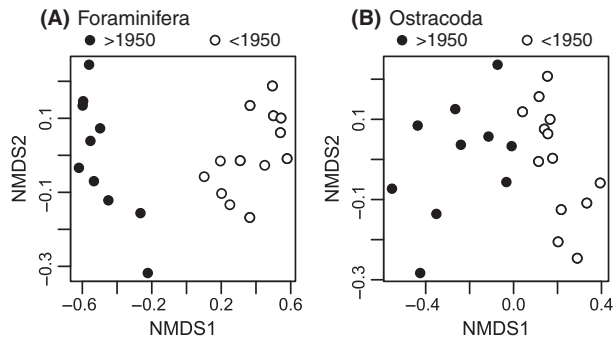 (A) Foraminifera
● >1950 ○ <1950
NMDS2
0.1
−0.1
−0.3
−0.6 −0.2 0.2 0.6
NMDS1
(B) Ostracoda
● >1950 ○ <1950
NMDS2
0.1
−0.1
−0.3
−0.4 0.0 0.4
NMDS1